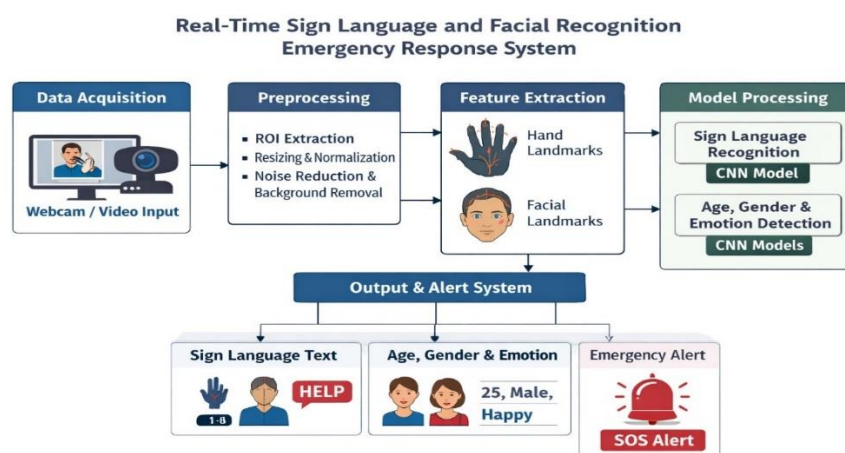 Real-Time Sign Language and Facial Recognition
Emergency Response System
Data Acquisition
Webcam / Video Input
Preprocessing
ROI Extraction
Resizing & Normalization
Noise Reduction &
Background Removal
Feature Extraction
Hand
Landmarks
Facial
Landmarks
Model Processing
Sign Language
Recognition
CNN Model
Age, Gender &
Emotion Detection
CNN Models
Output & Alert System
Sign Language Text
HELP
Age, Gender & Emotion
25, Male,
Happy
Emergency Alert
SOS Alert